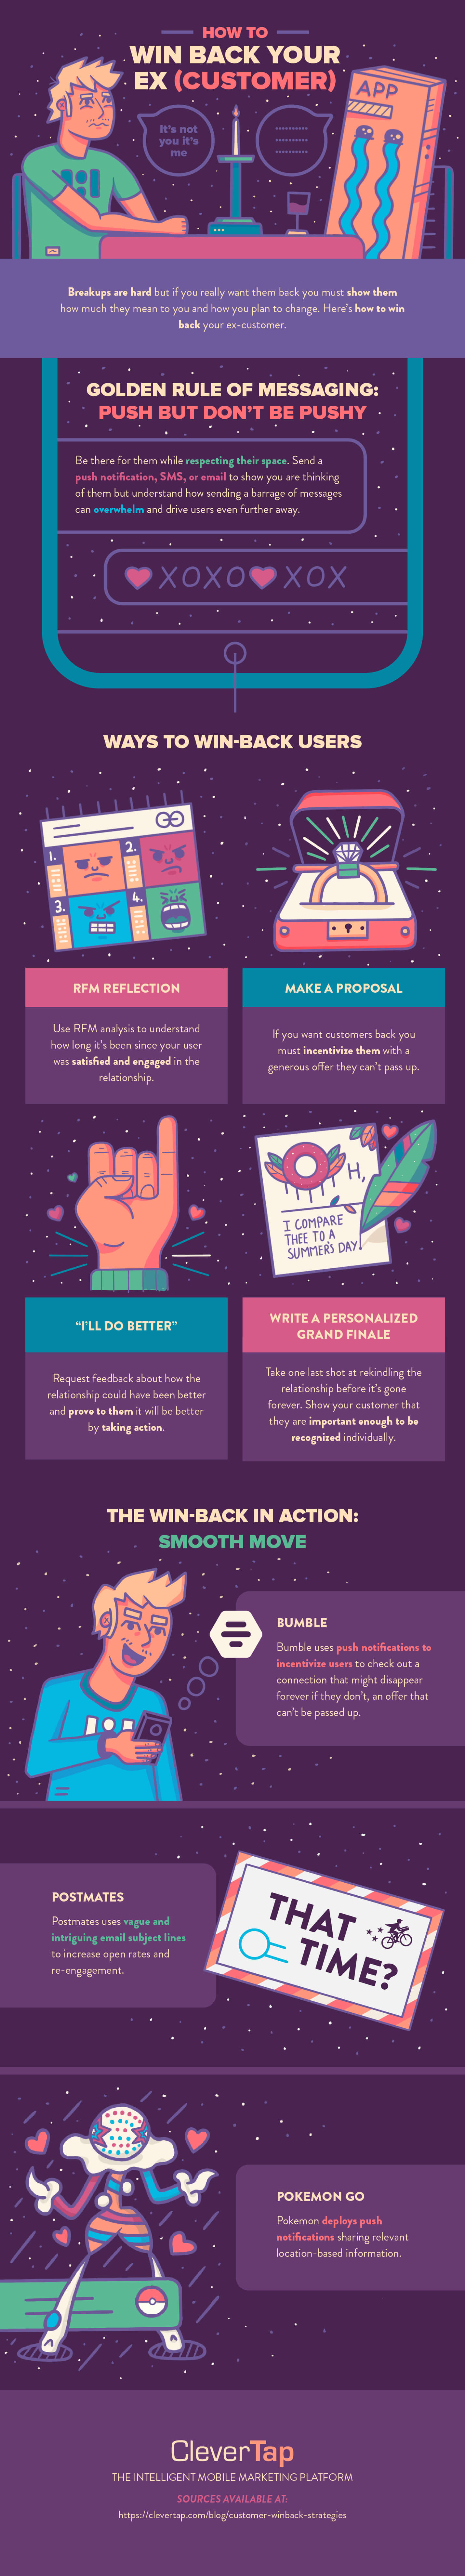 HOW TO
WIN BACK YOUR
EX (CUSTOMER)
It's not
you it's
me
APP
Breakups are hard but if you really want them back you must show them
how much they mean to you and how you plan to change. Here's how to win
back your ex-customer.
GOLDEN RULE OF MESSAGING:
PUSH BUT DON'T BE PUSHY
Be there for them while respecting their space. Send a
push notification, SMS, or email to show you are thinking
of them but understand how sending a barrage of messages
can overwhelm and drive users even further away.
XOXO XOX
WAYS TO WIN-BACK USERS
1.
2.
3.
4.
RFM REFLECTION
Use RFM analysis to understand
how long it's been since your user
was satisfied and engaged in the
relationship.
MAKE A PROPOSAL
If you want customers back you
must incentivize them with a
generous offer they can't pass up.
H,
I COMPARE
THEE TO A
SUMMER'S DAY!
"I'LL DO BETTER"
Request feedback about how the
relationship could have been better
and prove to them it will be better
by taking action.
WRITE A PERSONALIZED
GRAND FINALE
Take one last shot at rekindling the
relationship before it's gone
forever. Show your customer that
they are important enough to be
recognized individually.
THE WIN-BACK IN ACTION:
SMOOTH MOVE
BUMBLE
Bumble uses push notifications to
incentivize users to check out a
connection that might disappear
forever if they don't, an offer that
can't be passed up.
POSTMATES
Postmates uses vague and
intriguing email subject lines
to increase open rates and
re-engagement.
THAT
TIME?
POKEMON GO
Pokemon deploys push
notifications sharing relevant
location-based information.
CleverTap
THE INTELLIGENT MOBILE MARKETING PLATFORM
SOURCES AVAILABLE AT:
https://clevertap.com/blog/customer-winback-strategies